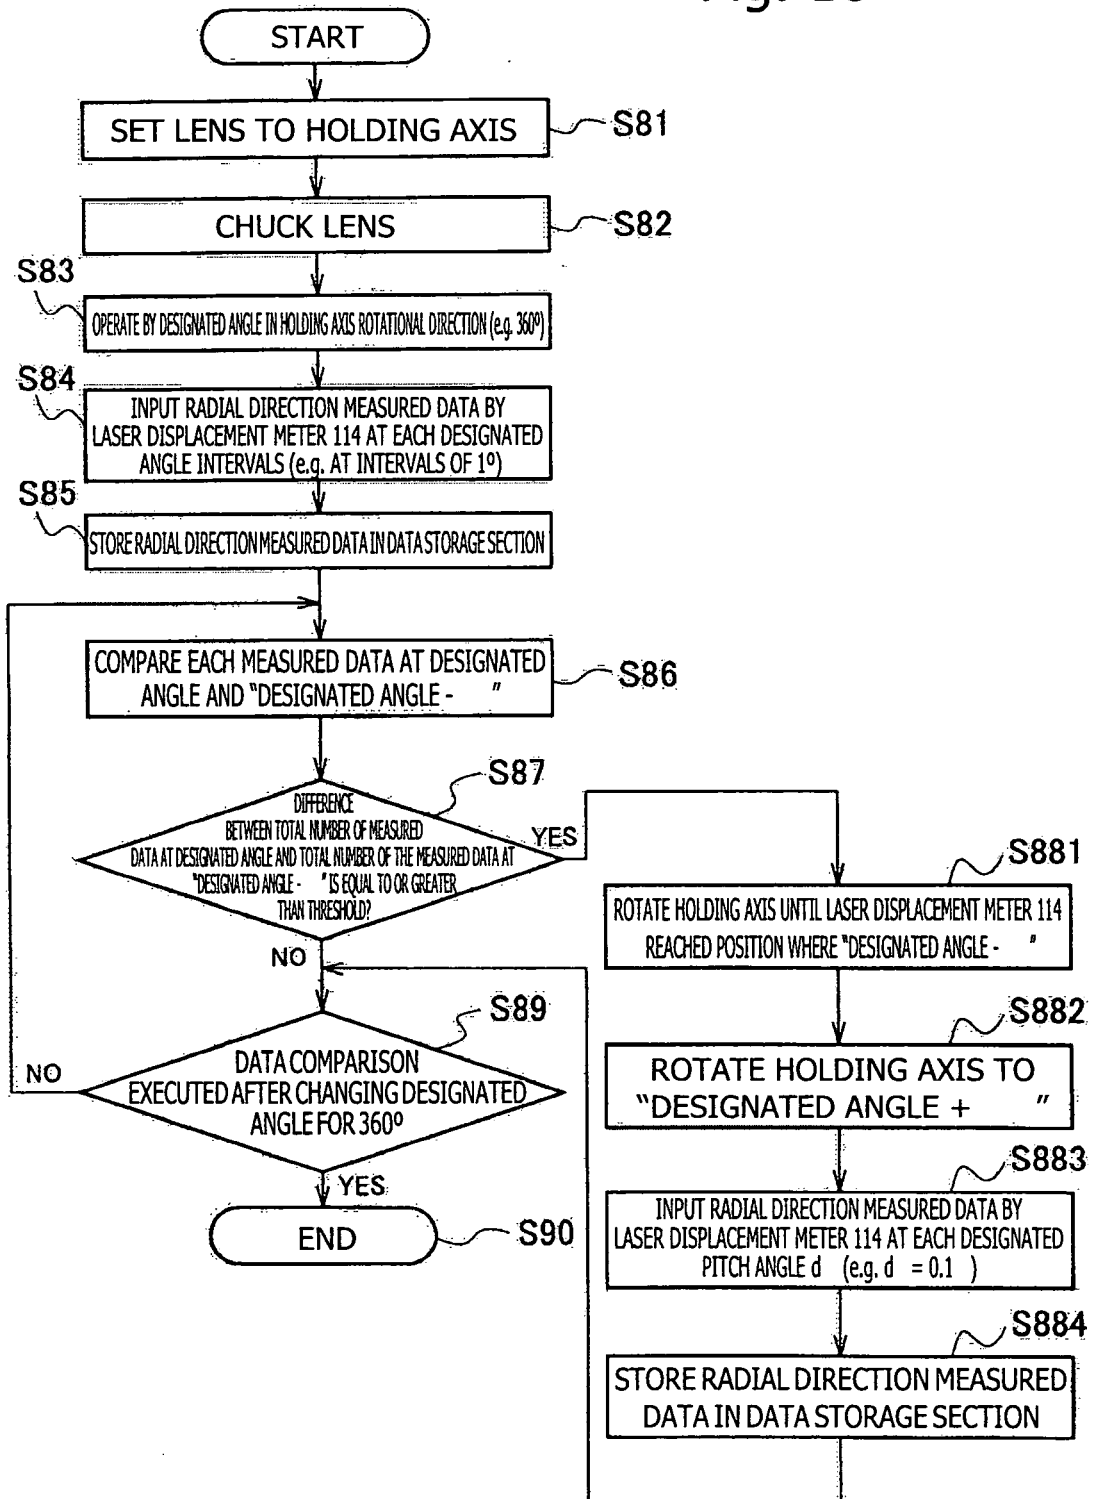 START
SET LENS TO HOLDING AXIS
S81
CHUCK LENS
S82
S83
OPERATE BY DESIGNATED ANGLE IN HOLDING AXIS ROTATIONAL DIRECTION (e.g. 360º)
S84
INPUT RADIAL DIRECTION MEASURED DATA BY
LASER DISPLACEMENT METER 114 AT EACH DESIGNATED
ANGLE INTERVALS (e.g. AT INTERVALS OF 1º)
S85
STORE RADIAL DIRECTION MEASURED DATA IN DATA STORAGE SECTION
COMPARE EACH MEASURED DATA AT DESIGNATED
ANGLE AND "DESIGNATED ANGLE - "
S86
S87
DIFFERENCE
BETWEEN TOTAL NUMBER OF MEASURED
DATA AT DESIGNATED ANGLE AND TOTAL NUMBER OF THE MEASURED DATA AT
"DESIGNATED ANGLE - " IS EQUAL TO OR GREATER
THAN THRESHOLD?
YES
NO
S881
ROTATE HOLDING AXIS UNTIL LASER DISPLACEMENT METER 114
REACHED POSITION WHERE "DESIGNATED ANGLE - "
S882
ROTATE HOLDING AXIS TO
"DESIGNATED ANGLE + "
S883
INPUT RADIAL DIRECTION MEASURED DATA BY
LASER DISPLACEMENT METER 114 AT EACH DESIGNATED
PITCH ANGLE d (e.g. d = 0.1 )
S884
STORE RADIAL DIRECTION MEASURED
DATA IN DATA STORAGE SECTION
S89
DATA COMPARISON
EXECUTED AFTER CHANGING DESIGNATED
ANGLE FOR 360º
NO
YES
END
S90